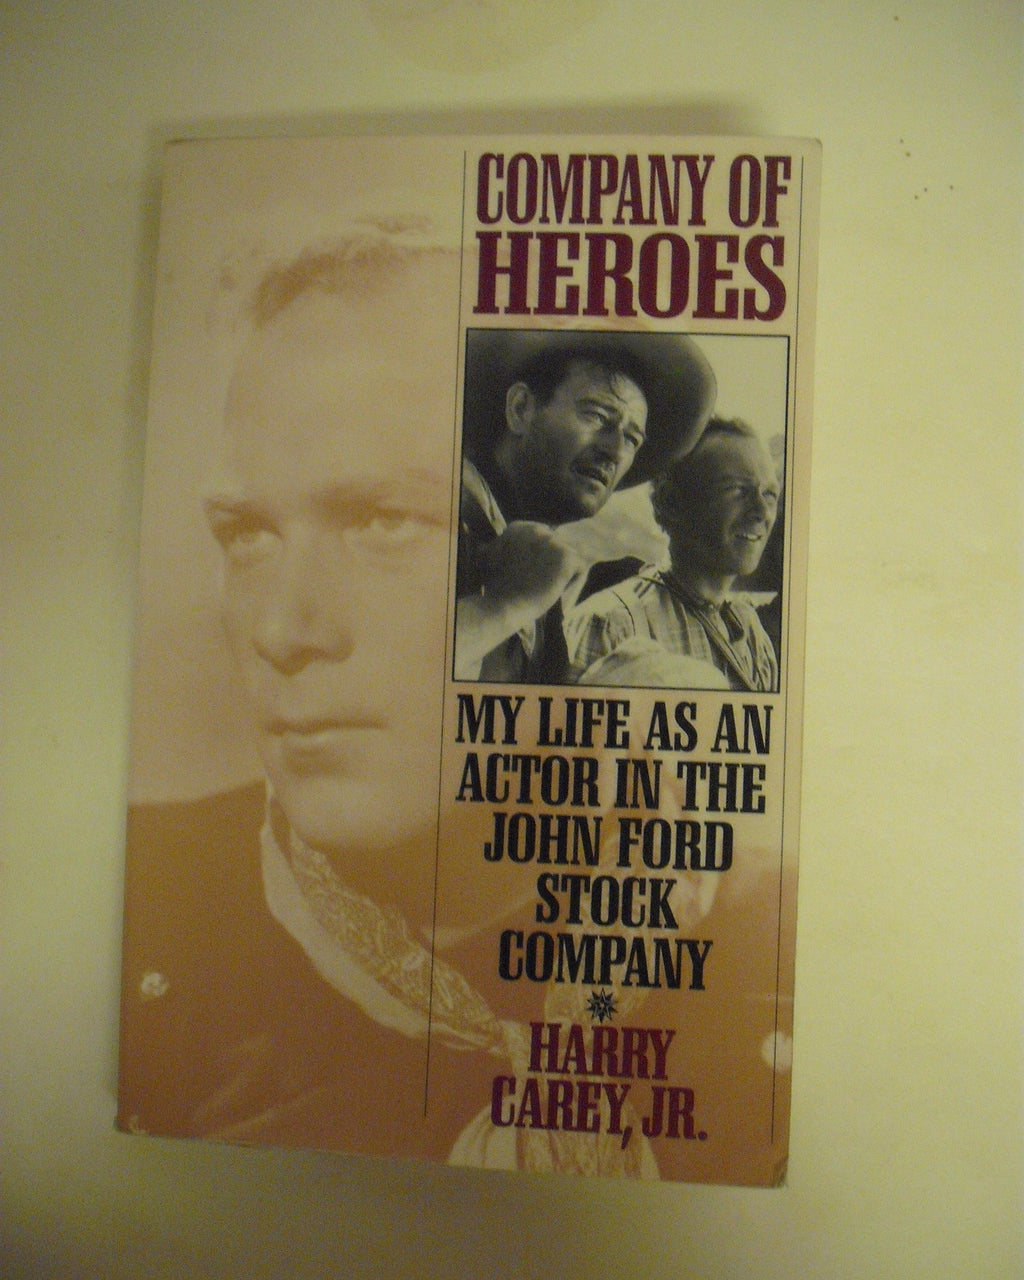 COMPANY OF
HEROES
MY LIFE AS AN
ACTOR IN THE
JOHN FORD
STOCK
COMPANY
HARRY
CAREY, JR.